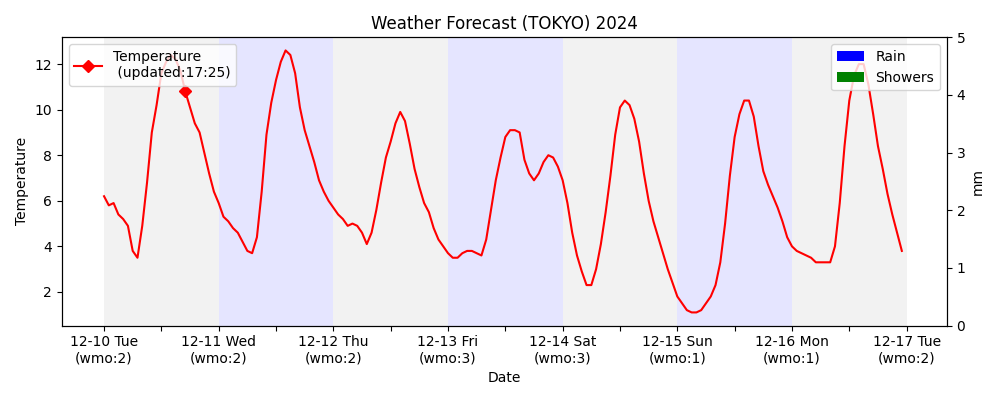 Weather Forecast (TOKYO) 2024
Temperature
(updated:17:25)
Rain
Showers
Temperature
12
10
8
6
4
2
5
4
3
2
1
0
mm
12-10 Tue
(wmo:2)
12-11 Wed
(wmo:2)
12-12 Thu
(wmo:2)
12-13 Fri
(wmo:3)
12-14 Sat
(wmo:3)
12-15 Sun
(wmo:1)
12-16 Mon
(wmo:1)
12-17 Tue
(wmo:2)
Date